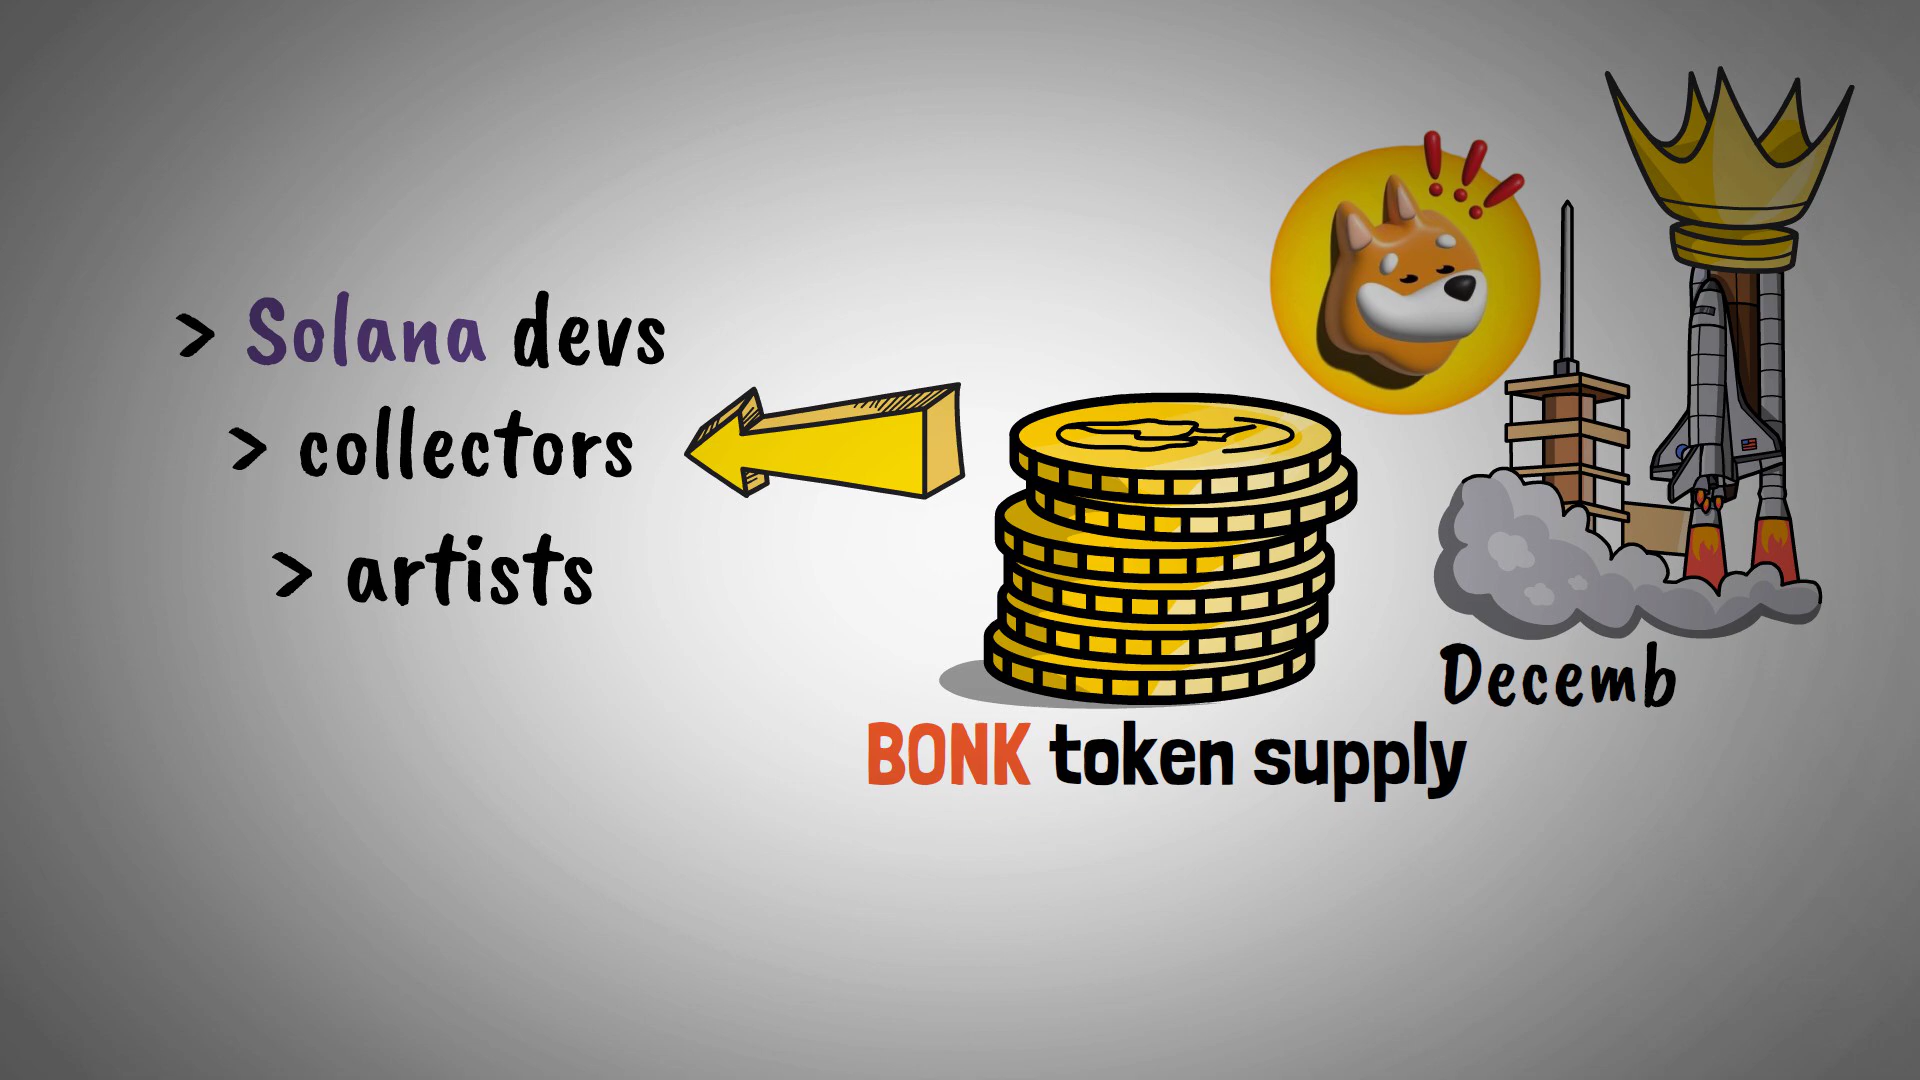 > Solana devs
> collectors
> artists
Decemb
BONK token supply